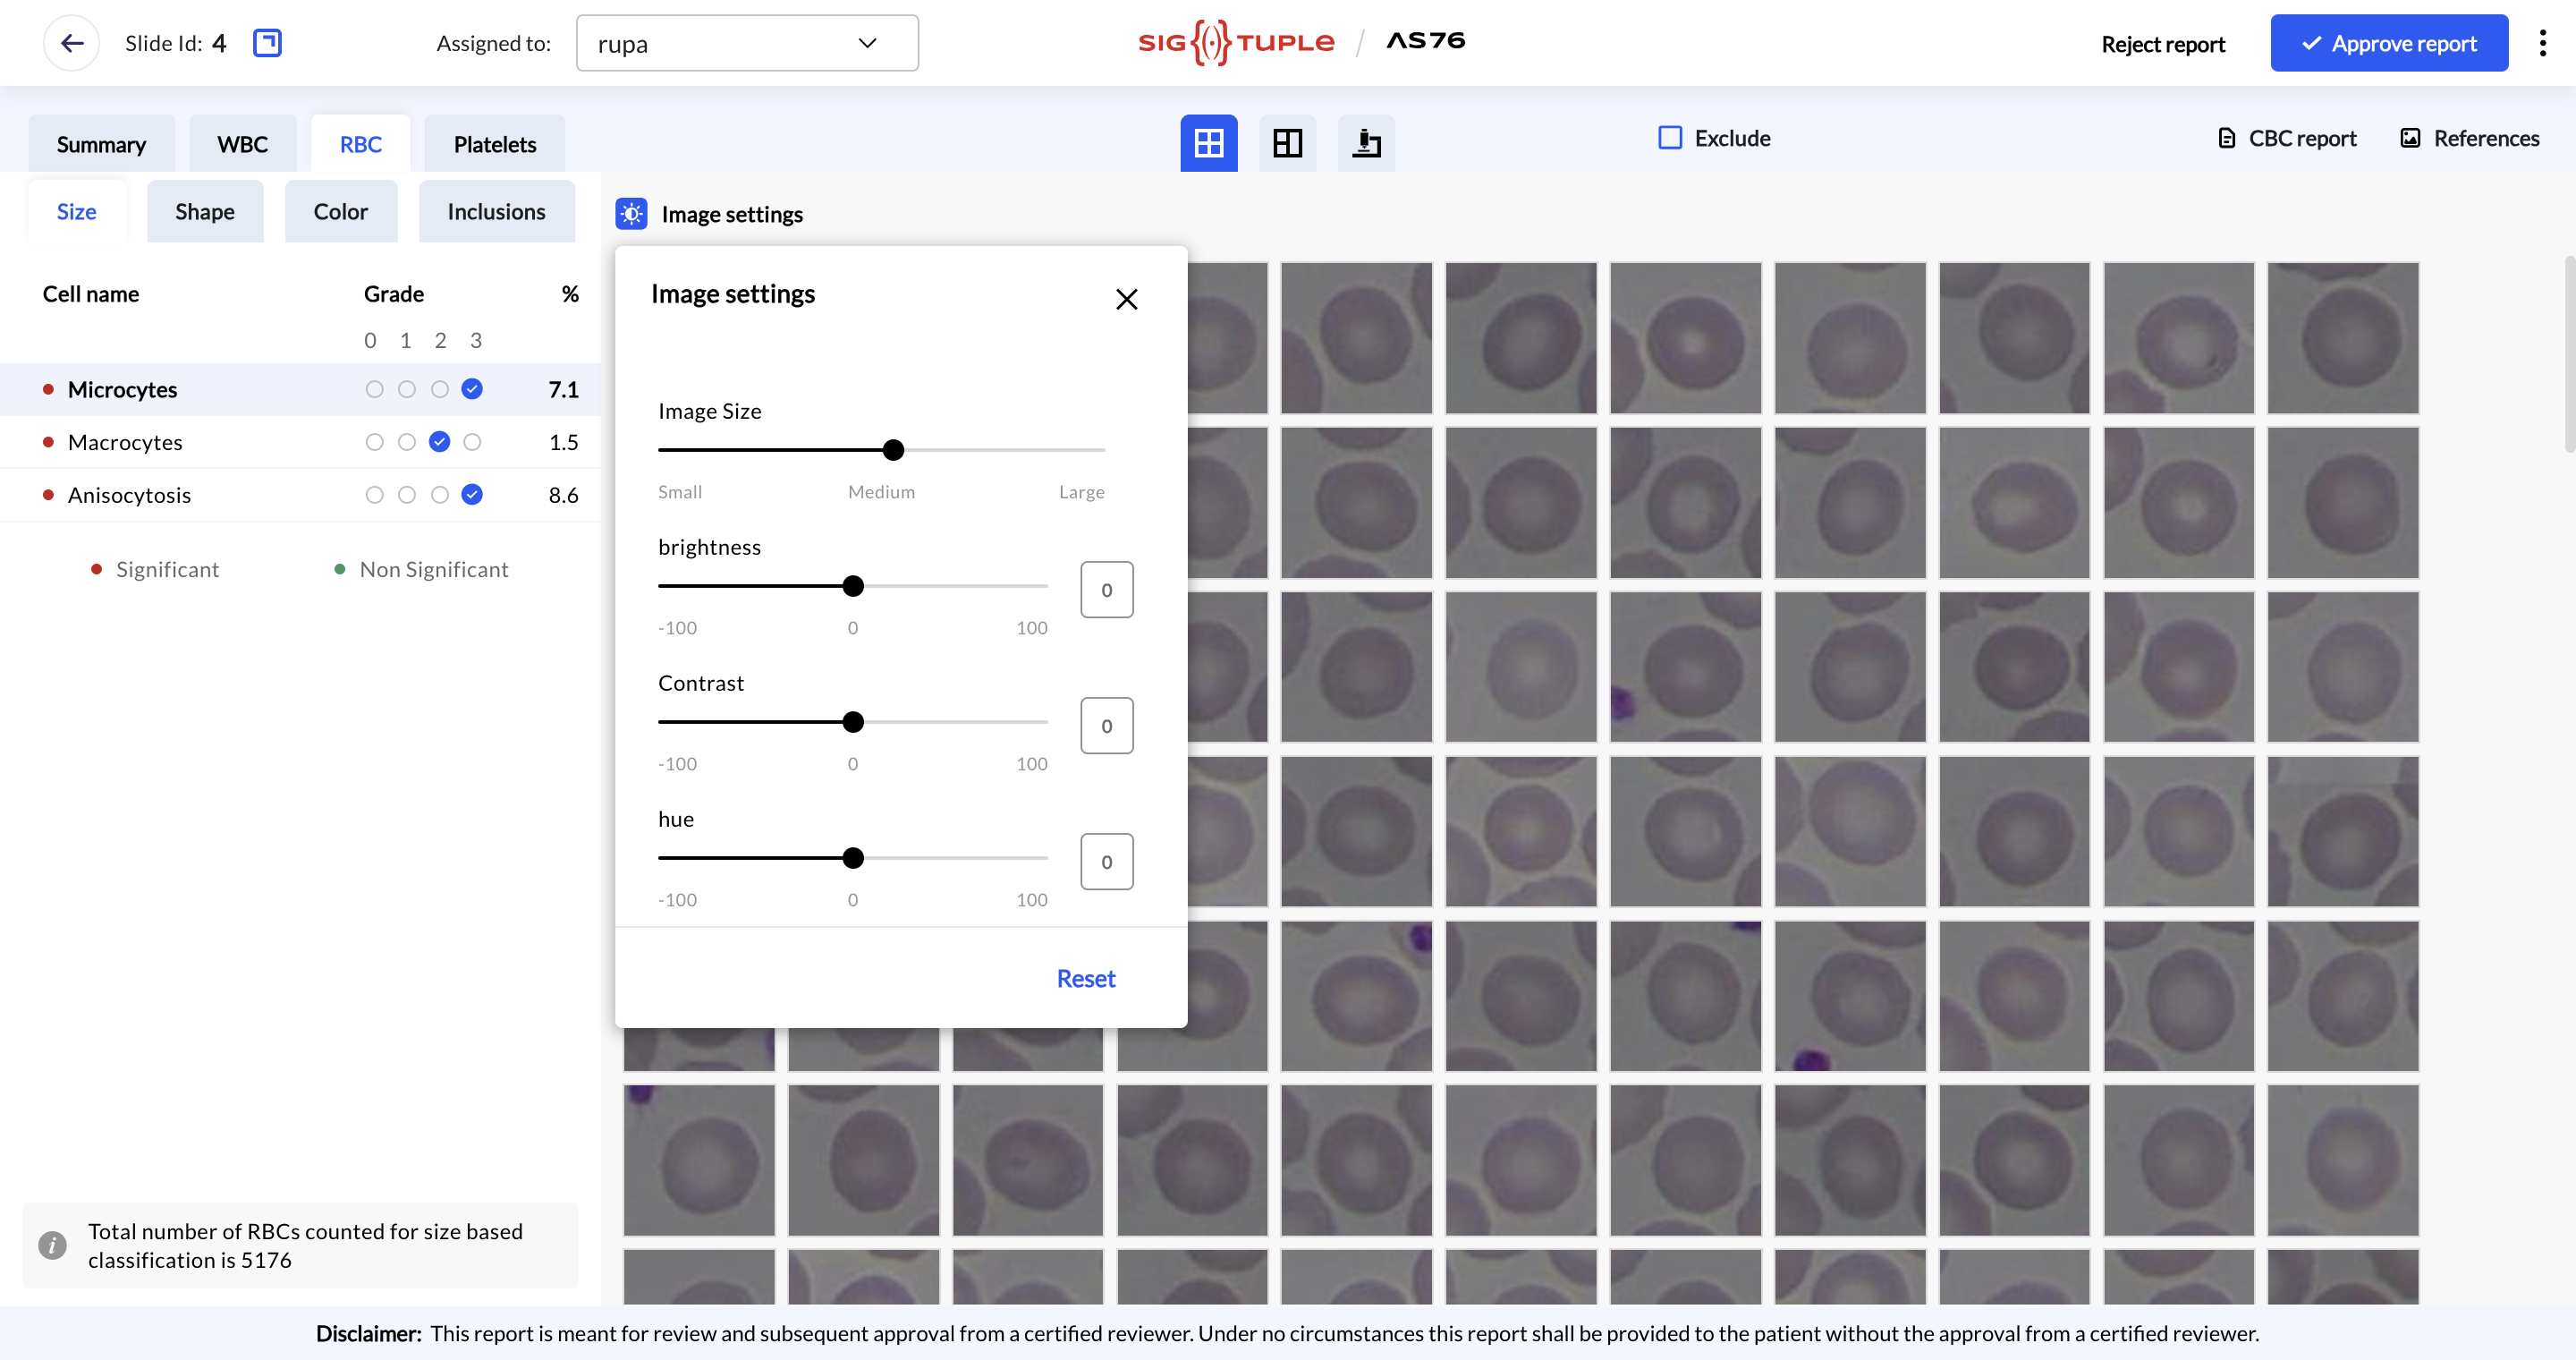 Slide Id: 4
Assigned to: rupa
SIG TUPLE / AS76
Reject report
Approve report
Summary WBC RBC Platelets
Exclude
CBC report References
Size Shape Color Inclusions
Image settings
Cell name Grade %
0 1 2 3
Microcytes 7.1
Macrocytes 1.5
Anisocytosis 8.6
Significant Non Significant
Total number of RBCs counted for size based
classification is 5176
Image settings
Image Size
Small Medium Large
brightness
0
-100 0 100
Contrast
0
-100 0 100
hue
0
-100 0 100
Reset
Disclaimer: This report is meant for review and subsequent approval from a certified reviewer. Under no circumstances this report shall be provided to the patient without the approval from a certified reviewer.